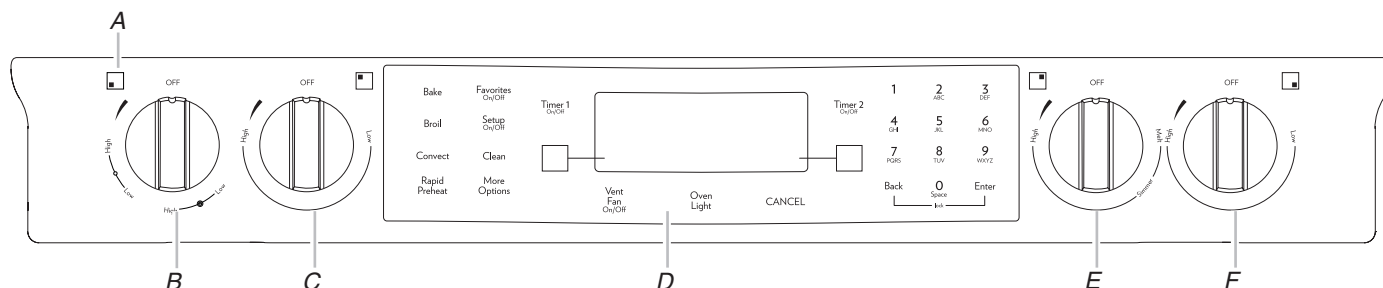 A
OFF
High
Low
High
Low
B
OFF
High
Low
C
Bake
Favorites
On/Off
Broil
Setup
On/Off
Convect
Clean
Rapid
Preheat
More
Options
Timer 1
On/Off
Timer 2
On/Off
Vent
Fan
On/Off
Oven
Light
CANCEL
D
1
2
ABC
3
DEF
4
GHI
5
JKL
6
MNO
7
PQRS
8
TUV
9
WXYZ
Back
0
Space
Enter
OFF
High
Melt
Simmer
E
OFF
High
Low
F